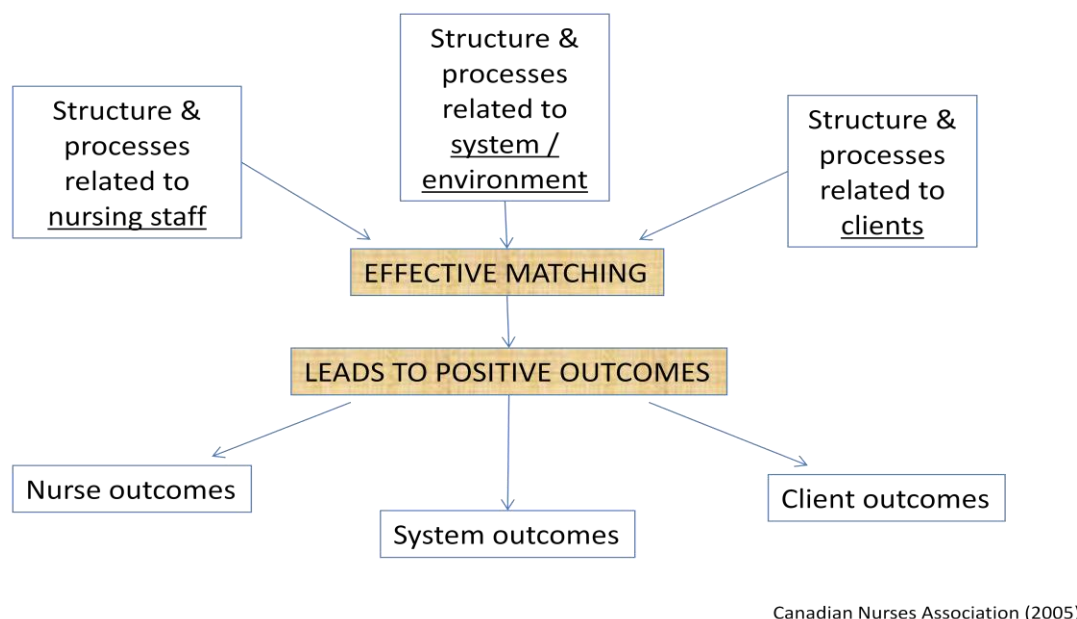 Structure &
processes
related to
nursing staff
Structure &
processes
related to
system /
environment
Structure &
processes
related to
clients
EFFECTIVE MATCHING
LEADS TO POSITIVE OUTCOMES
Nurse outcomes
System outcomes
Client outcomes
Canadian Nurses Association (2005)